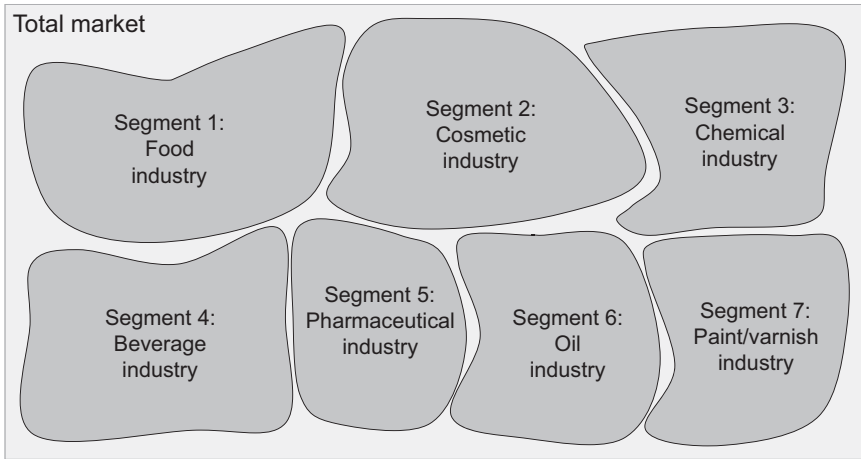 Total market
Segment 1:
Food
industry
Segment 2:
Cosmetic
industry
Segment 3:
Chemical
industry
Segment 4:
Beverage
industry
Segment 5:
Pharmaceutical
industry
Segment 6:
Oil
industry
Segment 7:
Paint/varnish
industry